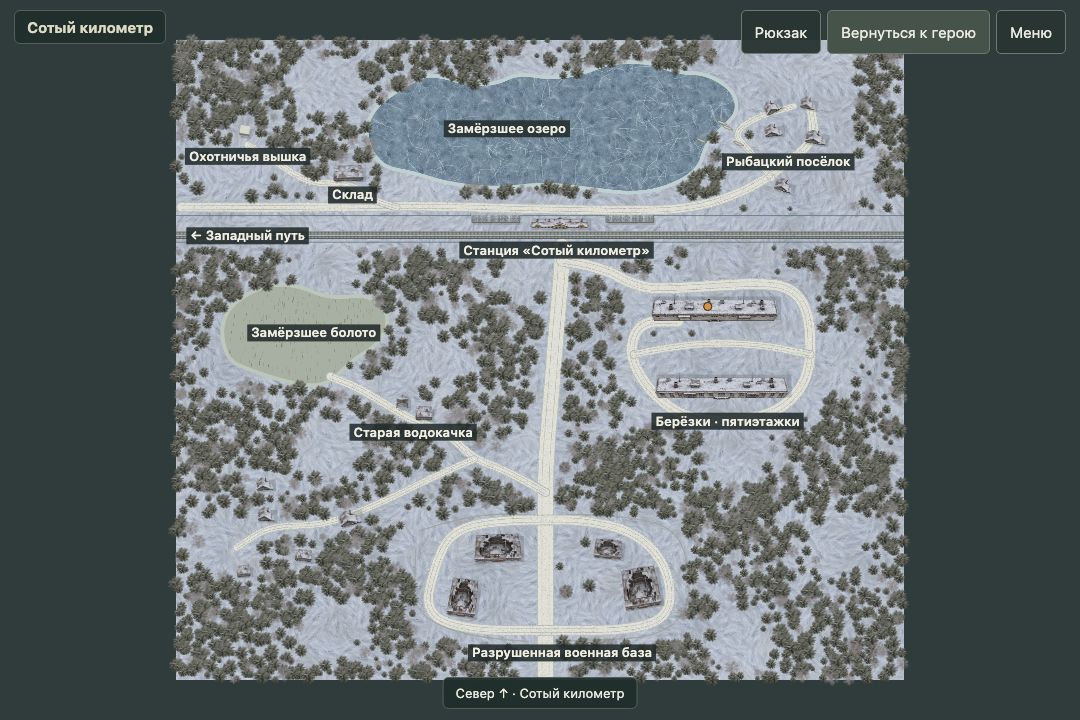 Сотый километр
Рюкзак
Вернуться к герою
Меню
Замёрзшее озеро
Охотничья вышка
Рыбацкий посёлок
Склад
← Западный путь
Станция «Сотый километр»
Замёрзшее болото
Берёзки · пятиэтажки
Старая водокачка
Разрушенная военная база
Север ↑ · Сотый километр